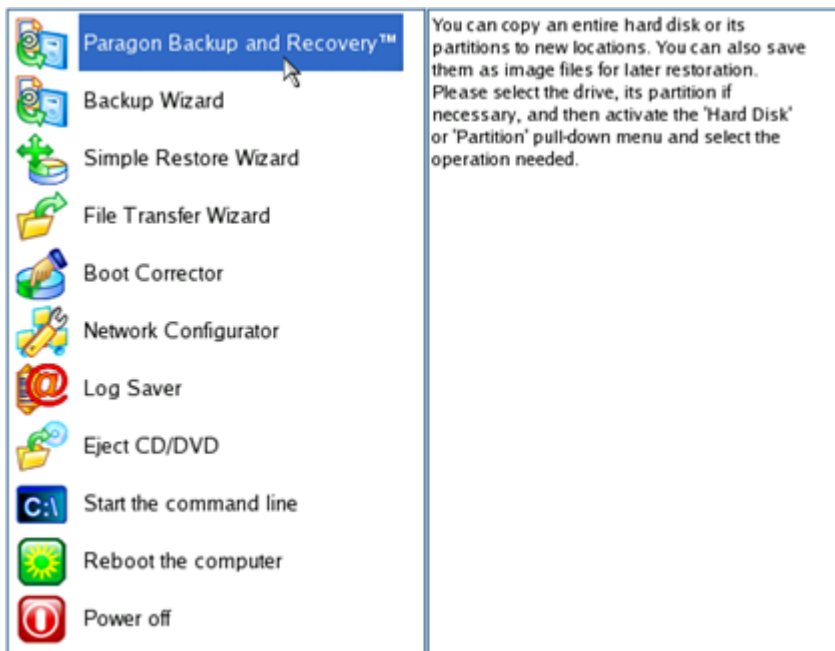 Paragon Backup and Recovery™
Backup Wizard
Simple Restore Wizard
File Transfer Wizard
Boot Corrector
Network Configurator
Log Saver
Eject CD/DVD
C:\
Start the command line
Reboot the computer
Power off
You can copy an entire hard disk or its
partitions to new locations. You can also save
them as image files for later restoration.
Please select the drive, its partition if
necessary, and then activate the 'Hard Disk'
or 'Partition' pull-down menu and select the
operation needed.